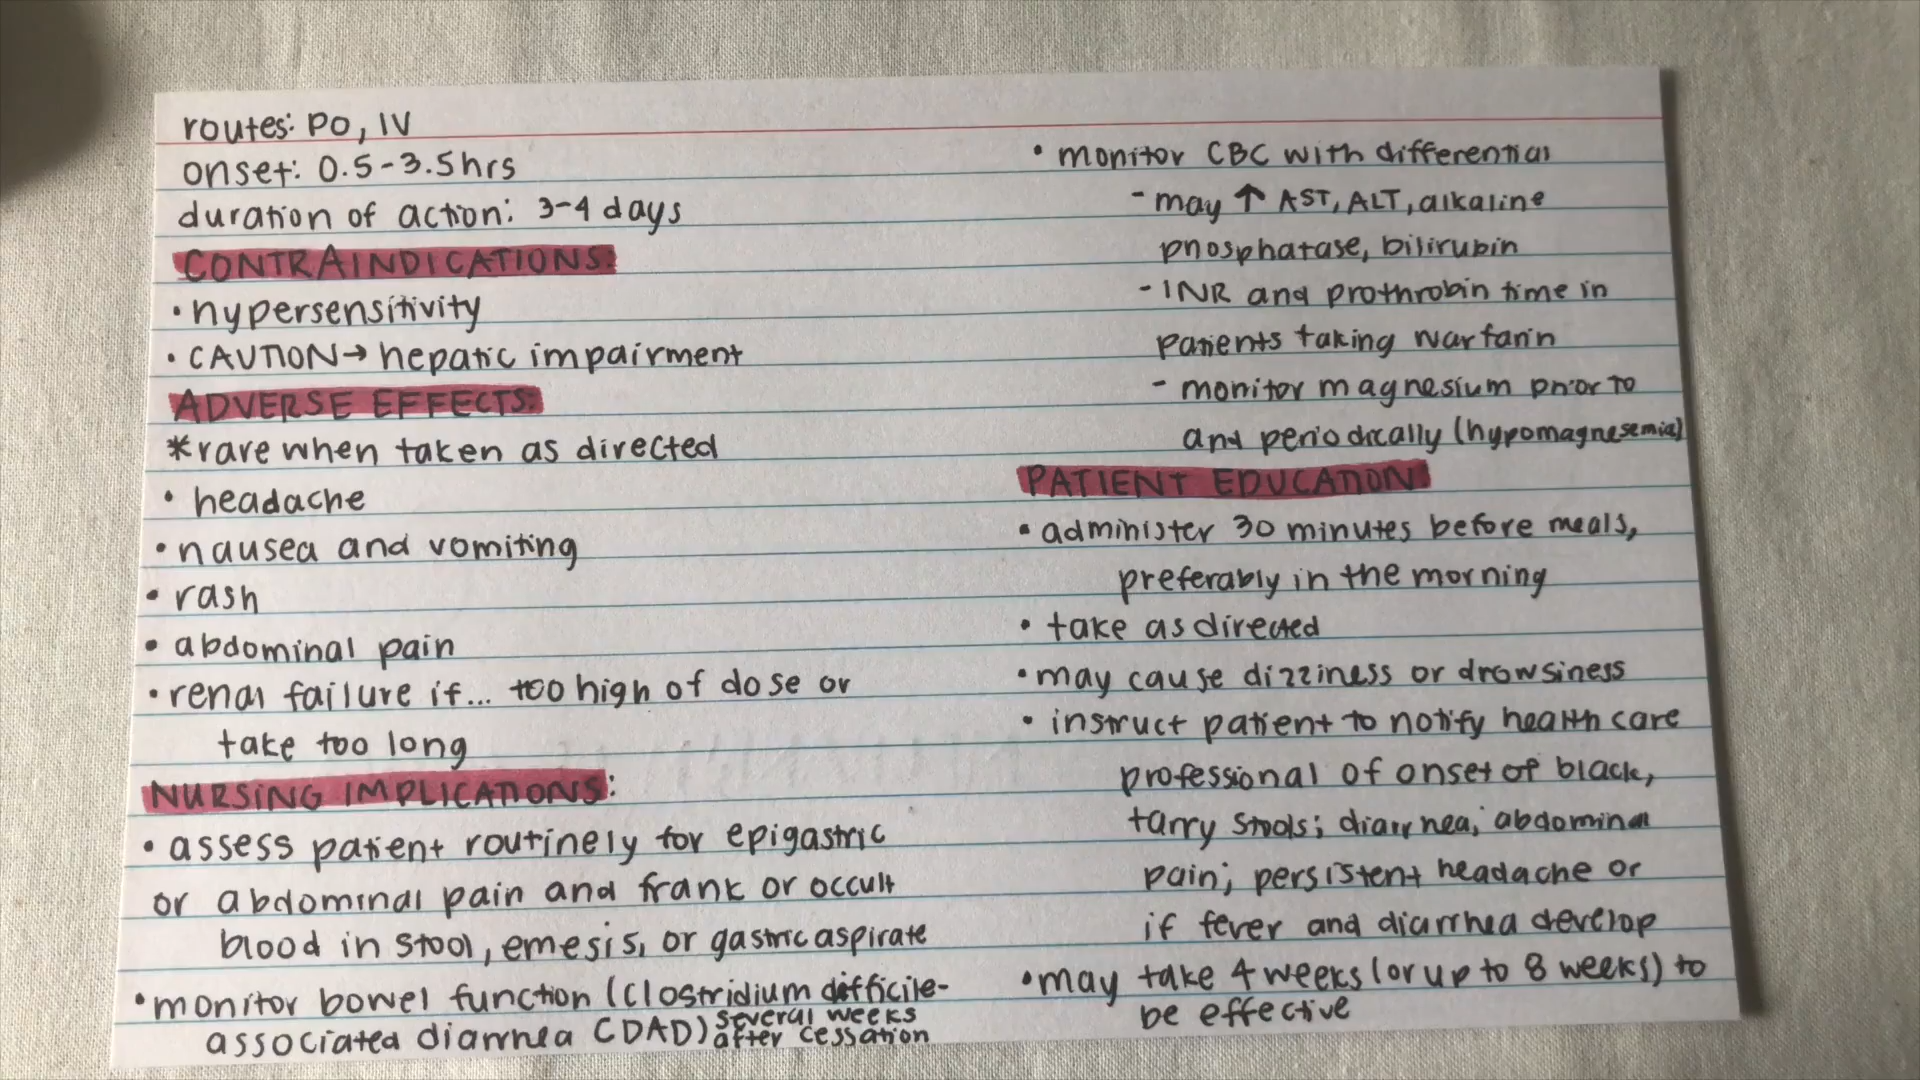 routes: PO, IV
onset: 0.5-3.5hrs
duration of action: 3-4 days
CONTRAINDICATIONS:
• hypersensitivity
• CAUTION→ hepatic impairment
ADVERSE EFFECTS:
*rare when taken as directed
• headache
• nausea and vomiting
• rash
• abdominal pain
• renal failure if... too high of dose or
take too long
NURSING IMPLICATIONS:
• assess patient routinely for epigastric
or abdominal pain and frank or occult
blood in stool, emesis, or gastric aspirate
• monitor bowel function (Clostridium difficile-
associated diarrhea CDAD) several weeks
after cessation
• monitor CBC with differential
- may ↑ AST, ALT, alkaline
phosphatase, bilirubin
- INR and prothrobin time in
patients taking warfarin
- monitor magnesium prior to
and periodically (hypomagnesemia)
PATIENT EDUCATION:
• administer 30 minutes before meals,
preferably in the morning
• take as directed
• may cause dizziness or drowsiness
• instruct patient to notify health care
professional of onset of black,
tarry stools; diarrhea; abdominal
pain; persistent headache or
if fever and diarrhea develop
• may take 4 weeks (or up to 8 weeks) to
be effective